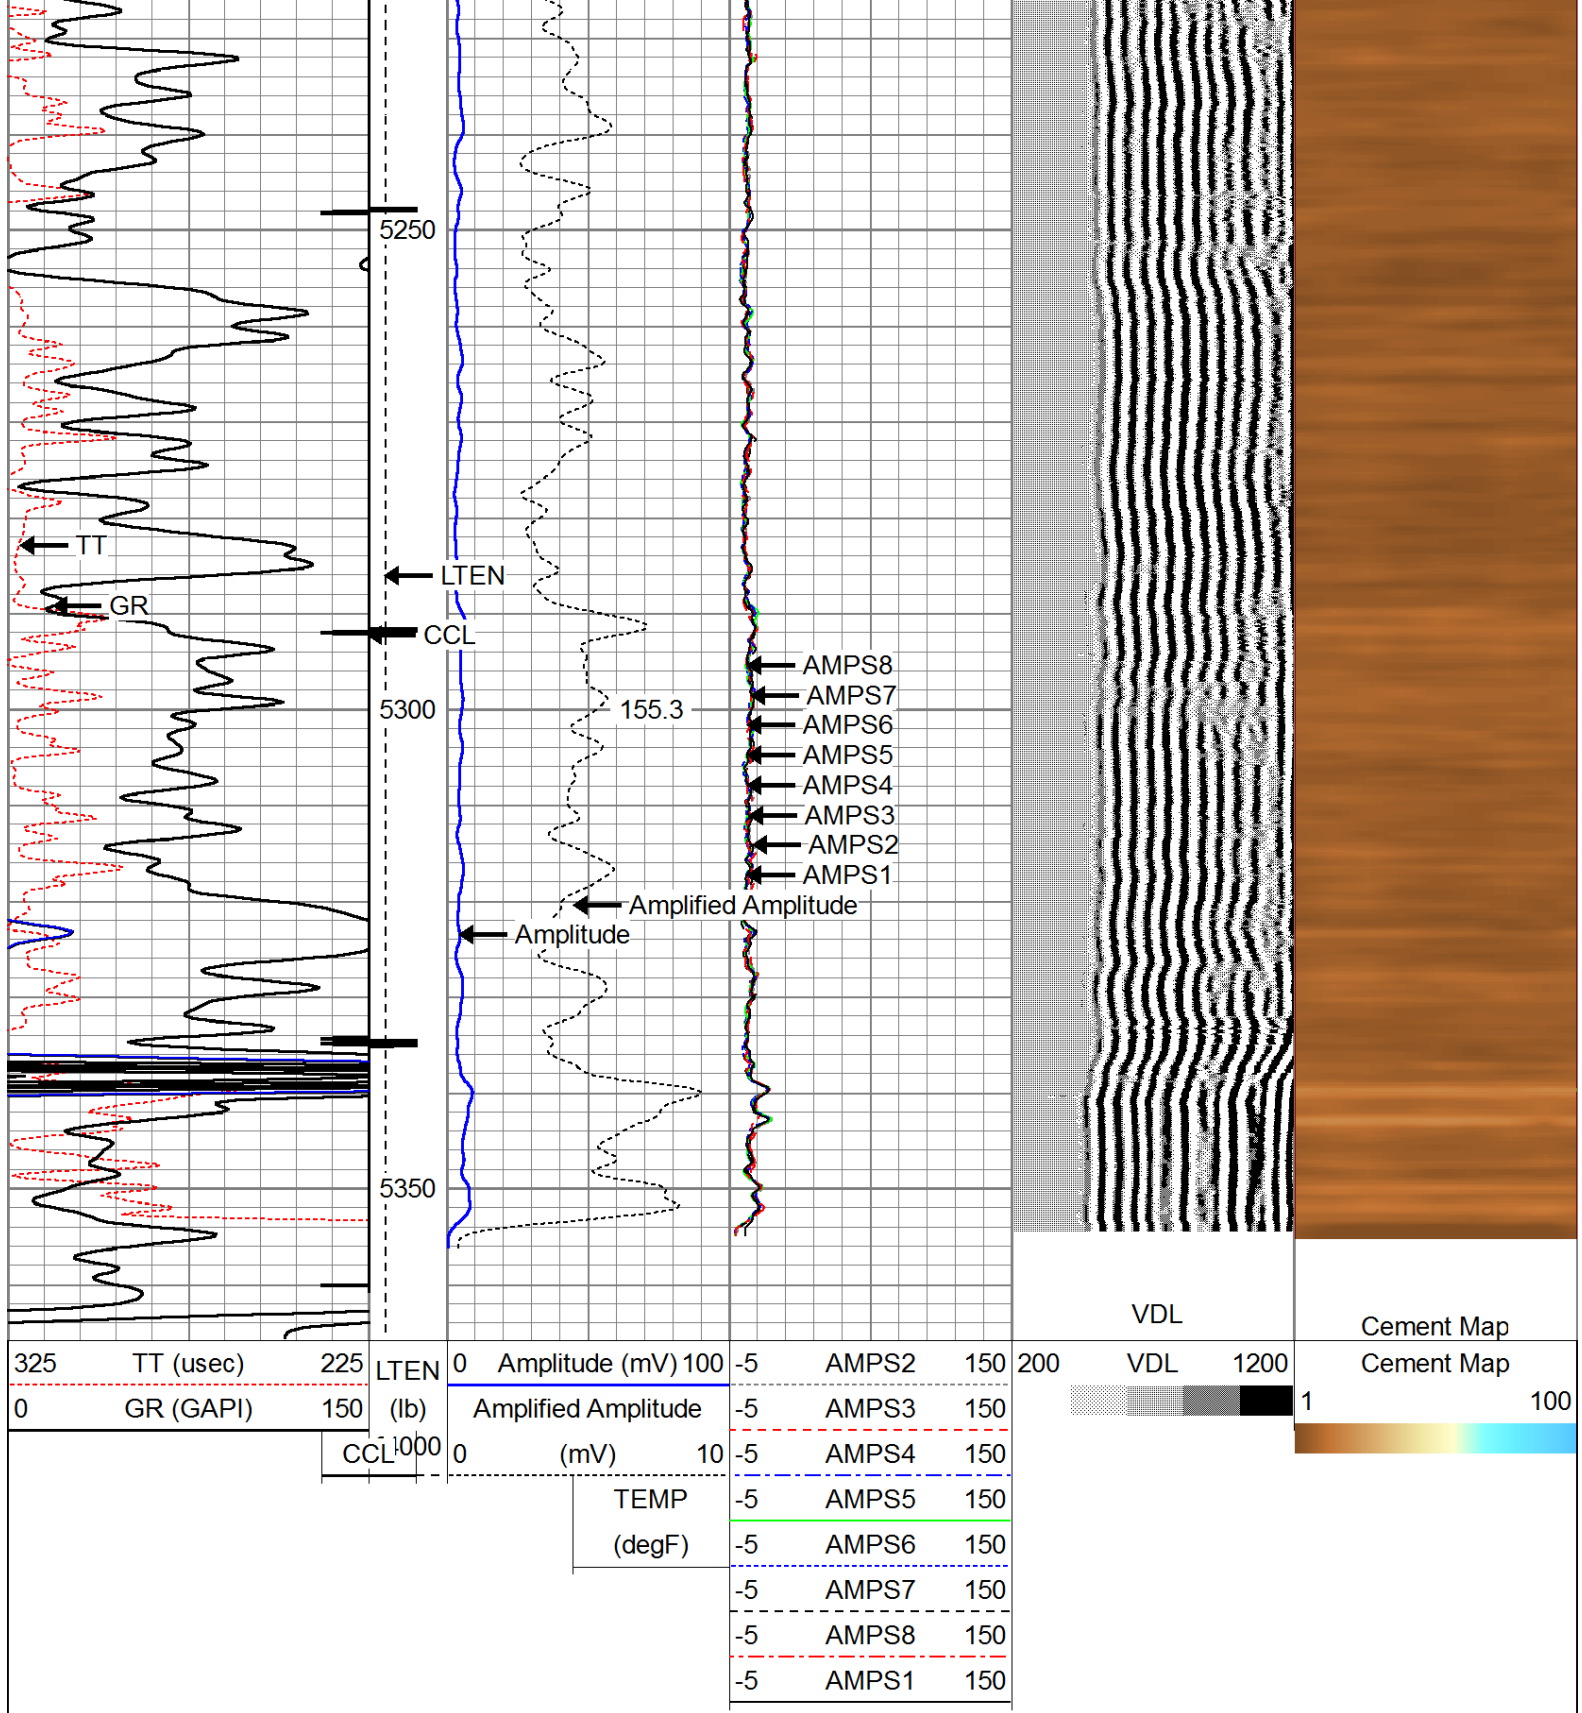 5250
TT
LTEN
GR
CCL
AMPS8
AMPS7
5300
155.3
AMPS6
AMPS5
AMPS4
AMPS3
AMPS2
AMPS1
Amplified Amplitude
Amplitude
5350
VDL
Cement Map
325 TT (usec) 225
0 GR (GAPI) 150
CCL
LTEN
(lb)
000
0 Amplitude (mV) 100
Amplified Amplitude
0 (mV) 10
TEMP
(degF)
-5 AMPS2 150
-5 AMPS3 150
-5 AMPS4 150
-5 AMPS5 150
-5 AMPS6 150
-5 AMPS7 150
-5 AMPS8 150
-5 AMPS1 150
200 VDL 1200
Cement Map
1 100